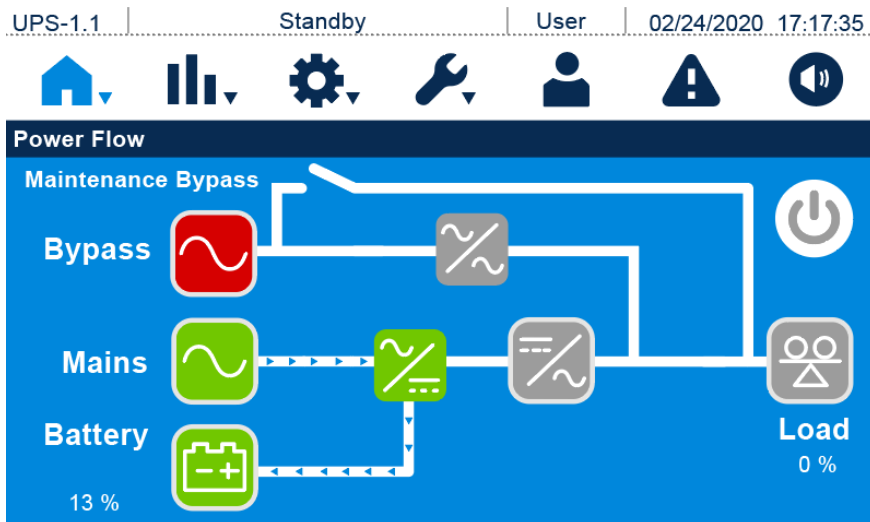 UPS-1.1 Standby User 02/24/2020 17:17:35
Power Flow
Maintenance Bypass
Bypass
Mains
Battery
13 %
Load
0 %